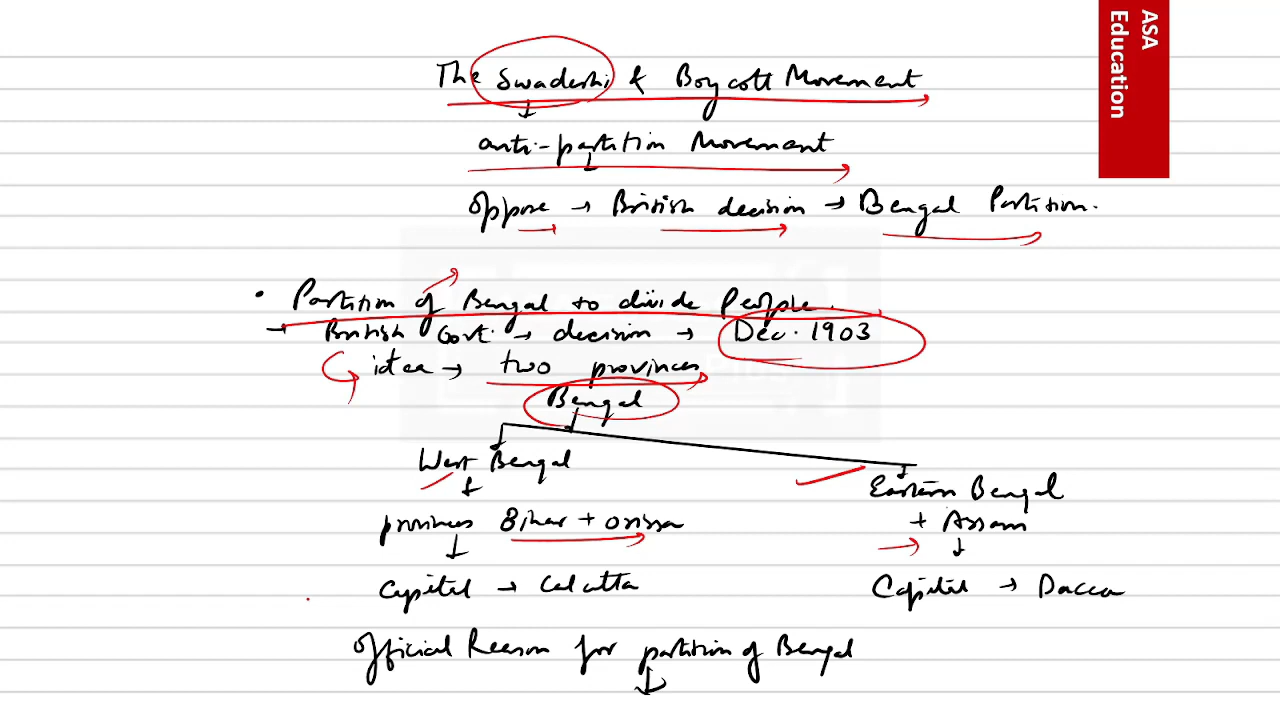 ASA
Education
The Swadeshi & Boycott Movement
anti-partition Movement
oppose → British decision → Bengal Partition.
• Partition of Bengal to divide People.
→ British Govt. → decision → Dec. 1903
idea → two provinces
Bengal
West Bengal
Eastern Bengal
provinces Bihar + orissa
+ Assam
Capital → Calcutta
Capital → Dacca
Official Reason for partition of Bengal